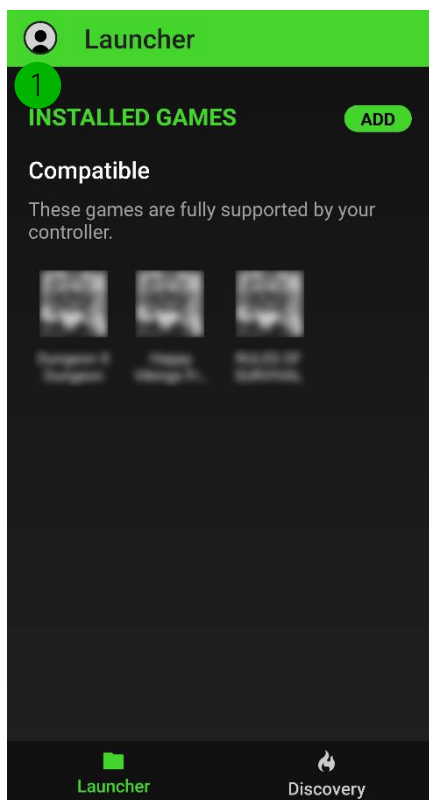 Launcher
1
INSTALLED GAMES
ADD
Compatible
These games are fully supported by your
controller.
Launcher
Discovery